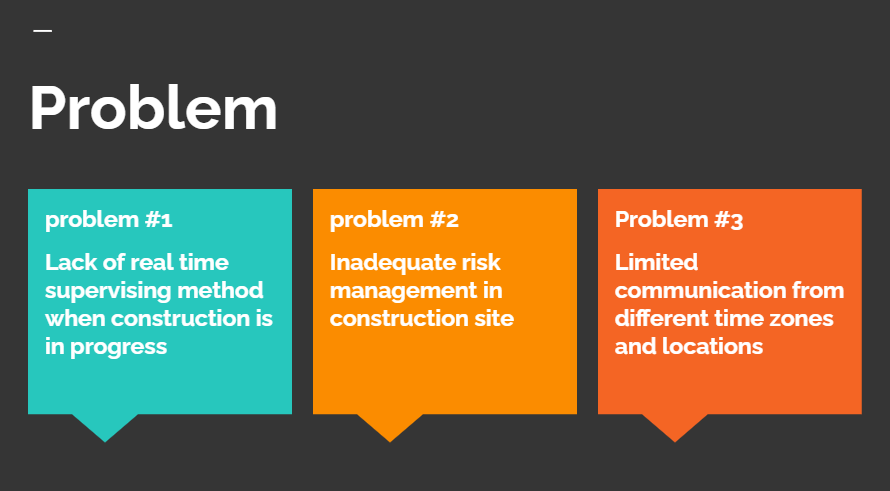 Problem
problem #1
Lack of real time
supervising method
when construction is
in progress
problem #2
Inadequate risk
management in
construction site
Problem #3
Limited
communication from
different time zones
and locations